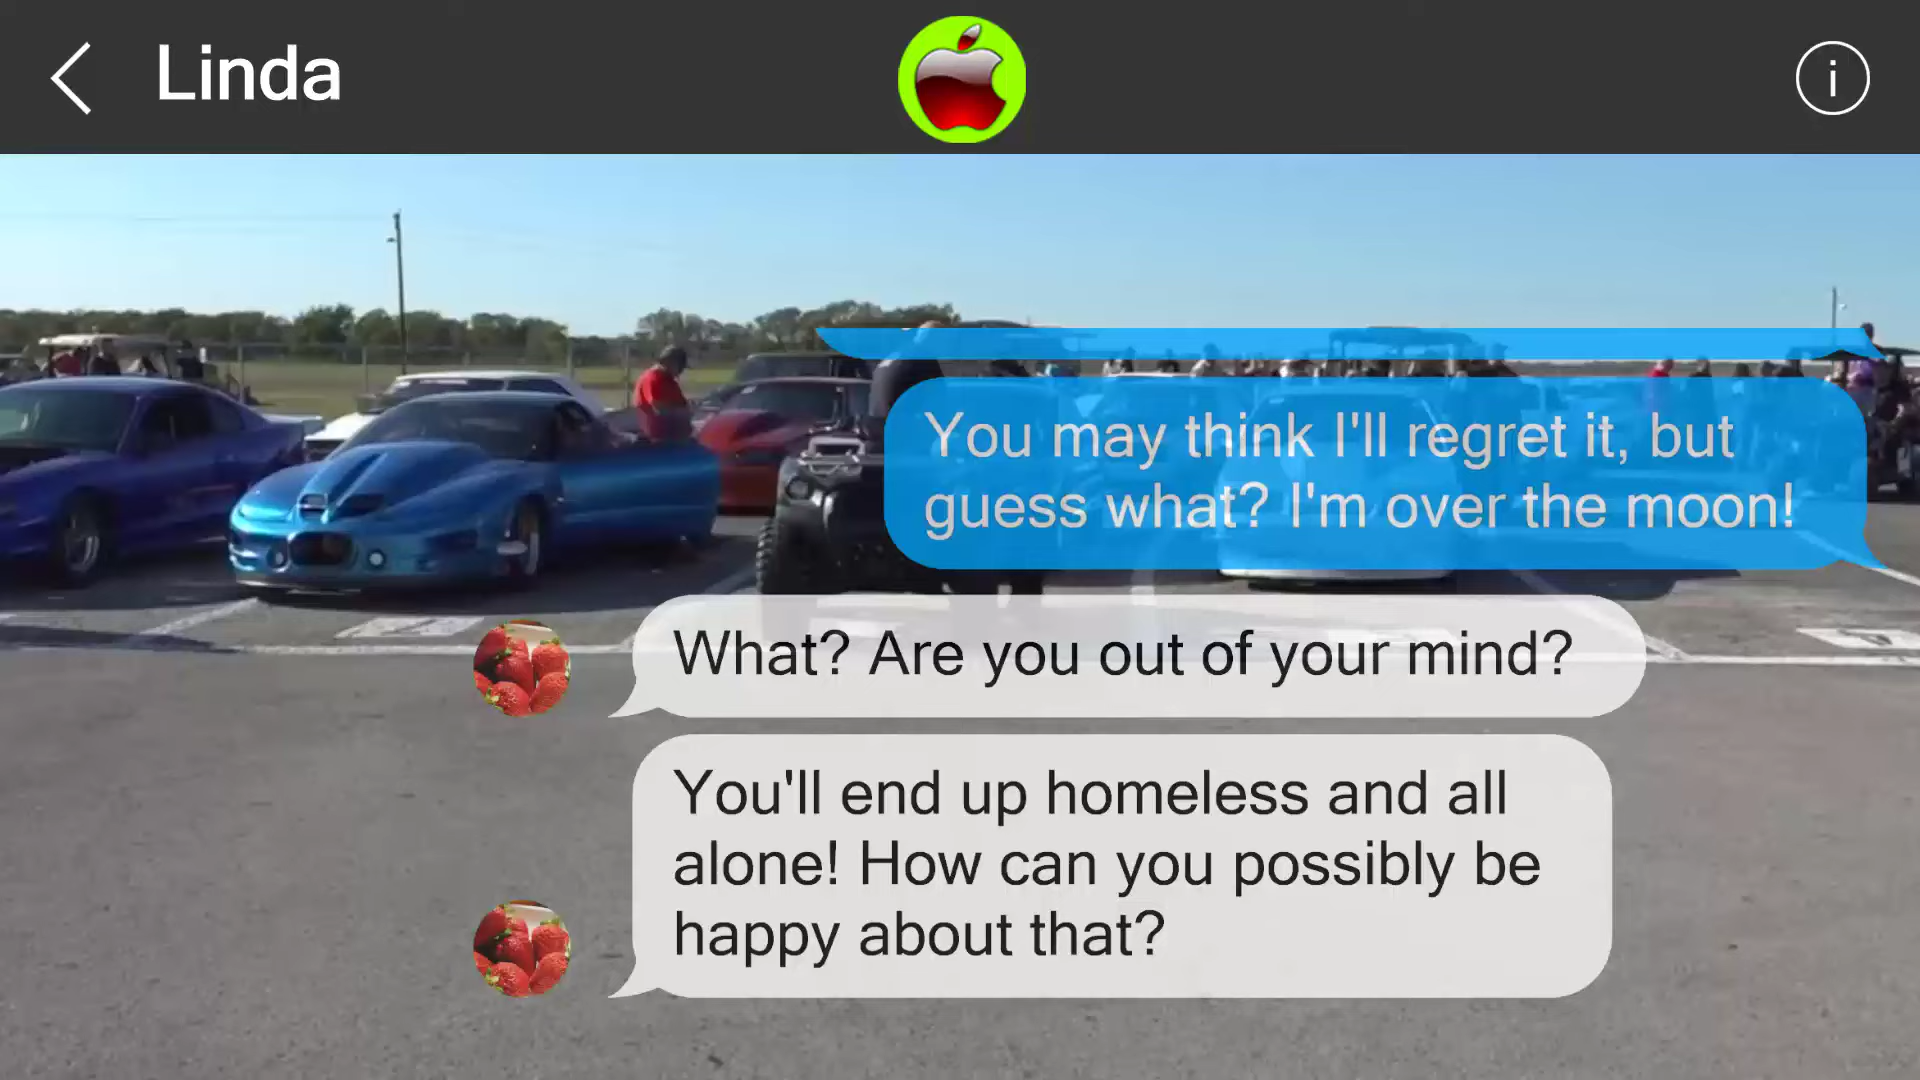 Linda
You may think I'll regret it, but
guess what? I'm over the moon!
What? Are you out of your mind?
You'll end up homeless and all
alone! How can you possibly be
happy about that?